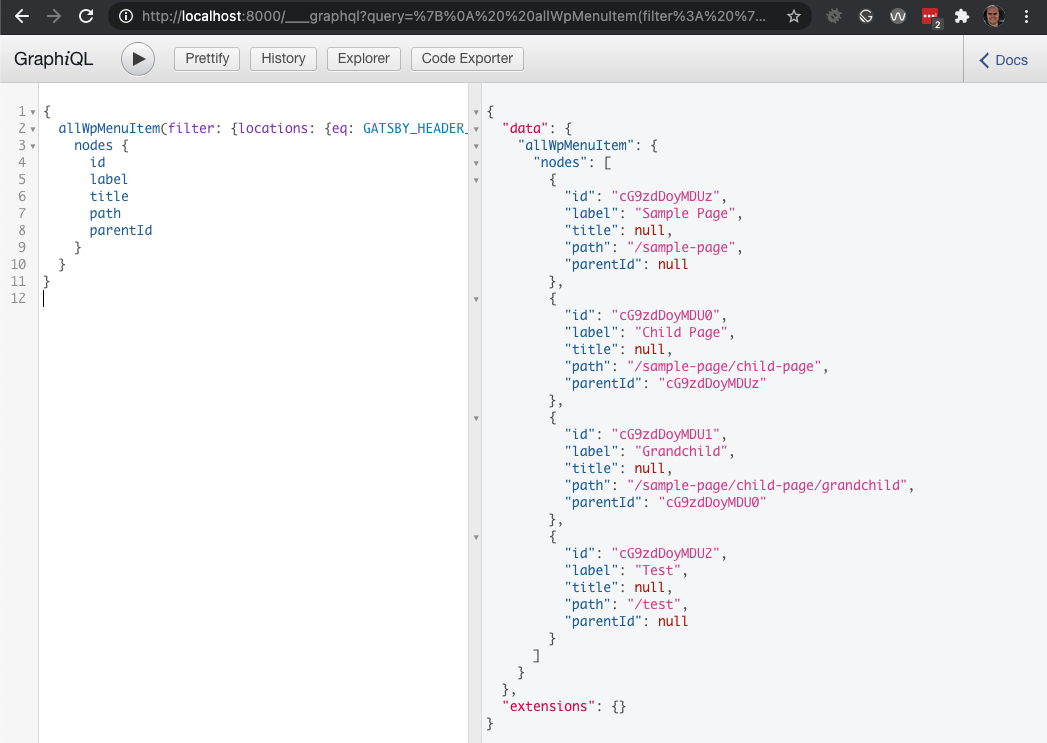 http://localhost:8000/___graphql?query=%7B%0A%20%20allWpMenuItem(filter%3A%20%7...
2
GraphiQL
Prettify
History
Explorer
Code Exporter
Docs
1 {
2 allWpMenuItem(filter: {locations: {eq: GATSBY_HEADER_
3 nodes {
4 id
5 label
6 title
7 path
8 parentId
9 }
10 }
11 }
12
{
"data": {
"allWpMenuItem": {
"nodes": [
{
"id": "cG9zdDoyMDUz",
"label": "Sample Page",
"title": null,
"path": "/sample-page",
"parentId": null
},
{
"id": "cG9zdDoyMDU0",
"label": "Child Page",
"title": null,
"path": "/sample-page/child-page",
"parentId": "cG9zdDoyMDUz"
},
{
"id": "cG9zdDoyMDU1",
"label": "Grandchild",
"title": null,
"path": "/sample-page/child-page/grandchild",
"parentId": "cG9zdDoyMDU0"
},
{
"id": "cG9zdDoyMDU2",
"label": "Test",
"title": null,
"path": "/test",
"parentId": null
}
]
}
},
"extensions": {}
}